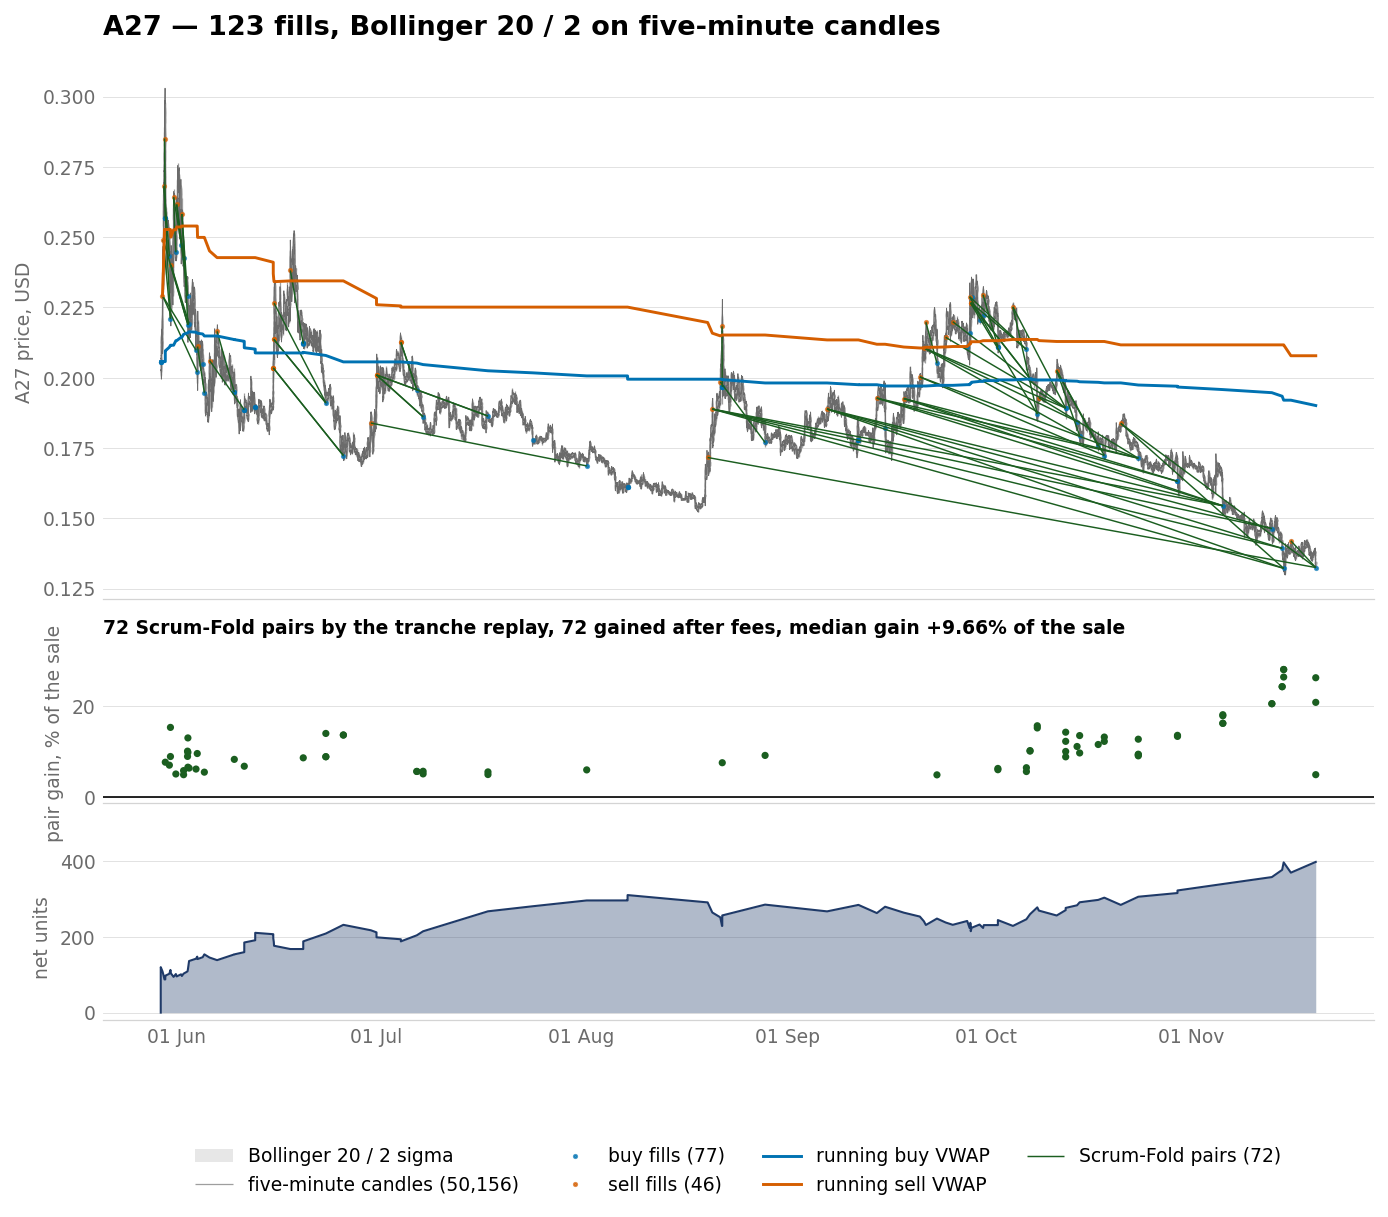 A27 — 123 fills, Bollinger 20 / 2 on five-minute candles
A27 price, USD
0.300
0.275
0.250
0.225
0.200
0.175
0.150
0.125
72 Scrum-Fold pairs by the tranche replay, 72 gained after fees, median gain +9.66% of the sale
pair gain, % of the sale
20
0
net units
400
200
0
01 Jun
01 Jul
01 Aug
01 Sep
01 Oct
01 Nov
Bollinger 20 / 2 sigma
five-minute candles (50,156)
buy fills (77)
sell fills (46)
running buy VWAP
running sell VWAP
Scrum-Fold pairs (72)